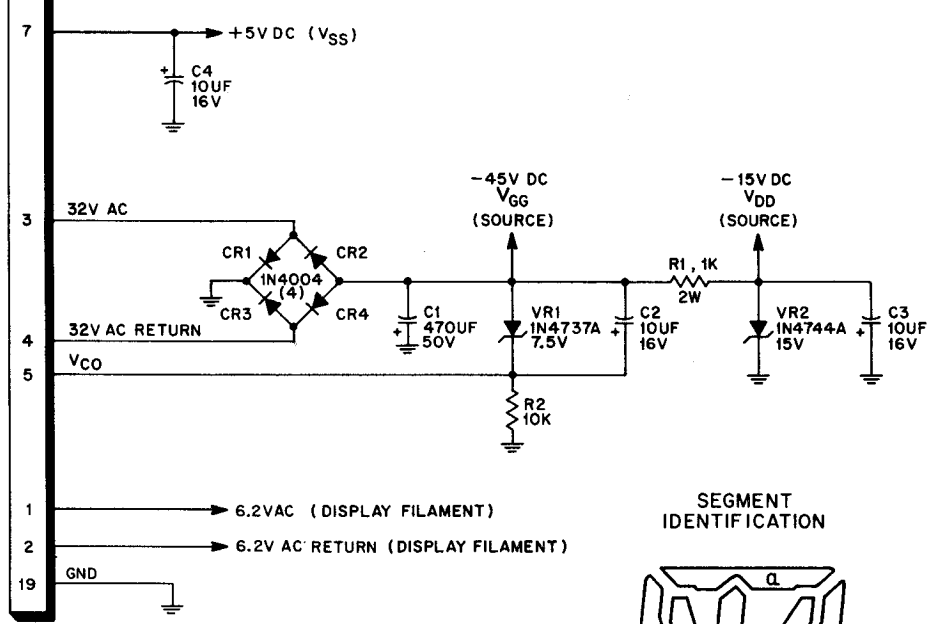 7
+5V DC (VSS)
+ C4
10UF
16V
-45V DC
VGG
(SOURCE)
-15V DC
VDD
(SOURCE)
3
32V AC
CR1
CR2
1N4004
(4)
CR3
CR4
R1, 1K
2W
+ C1
470UF
50V
VR1
1N4737A
7.5V
+ C2
10UF
16V
VR2
1N4744A
15V
+ C3
10UF
16V
4
32V AC RETURN
5
VCO
R2
10K
1
6.2VAC (DISPLAY FILAMENT)
2
6.2V AC RETURN (DISPLAY FILAMENT)
19
GND
SEGMENT
IDENTIFICATION
a